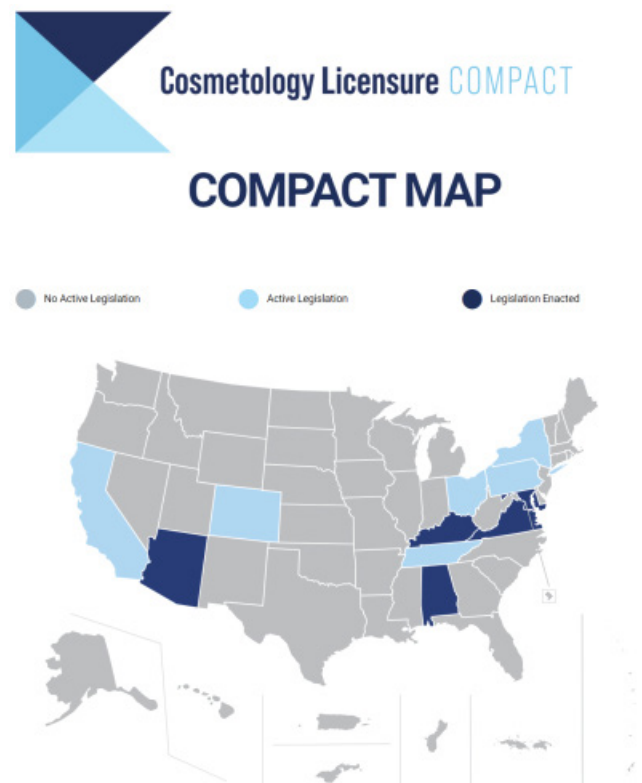 Cosmetology Licensure COMPACT
COMPACT MAP
No Active Legislation
Active Legislation
Legislation Enacted